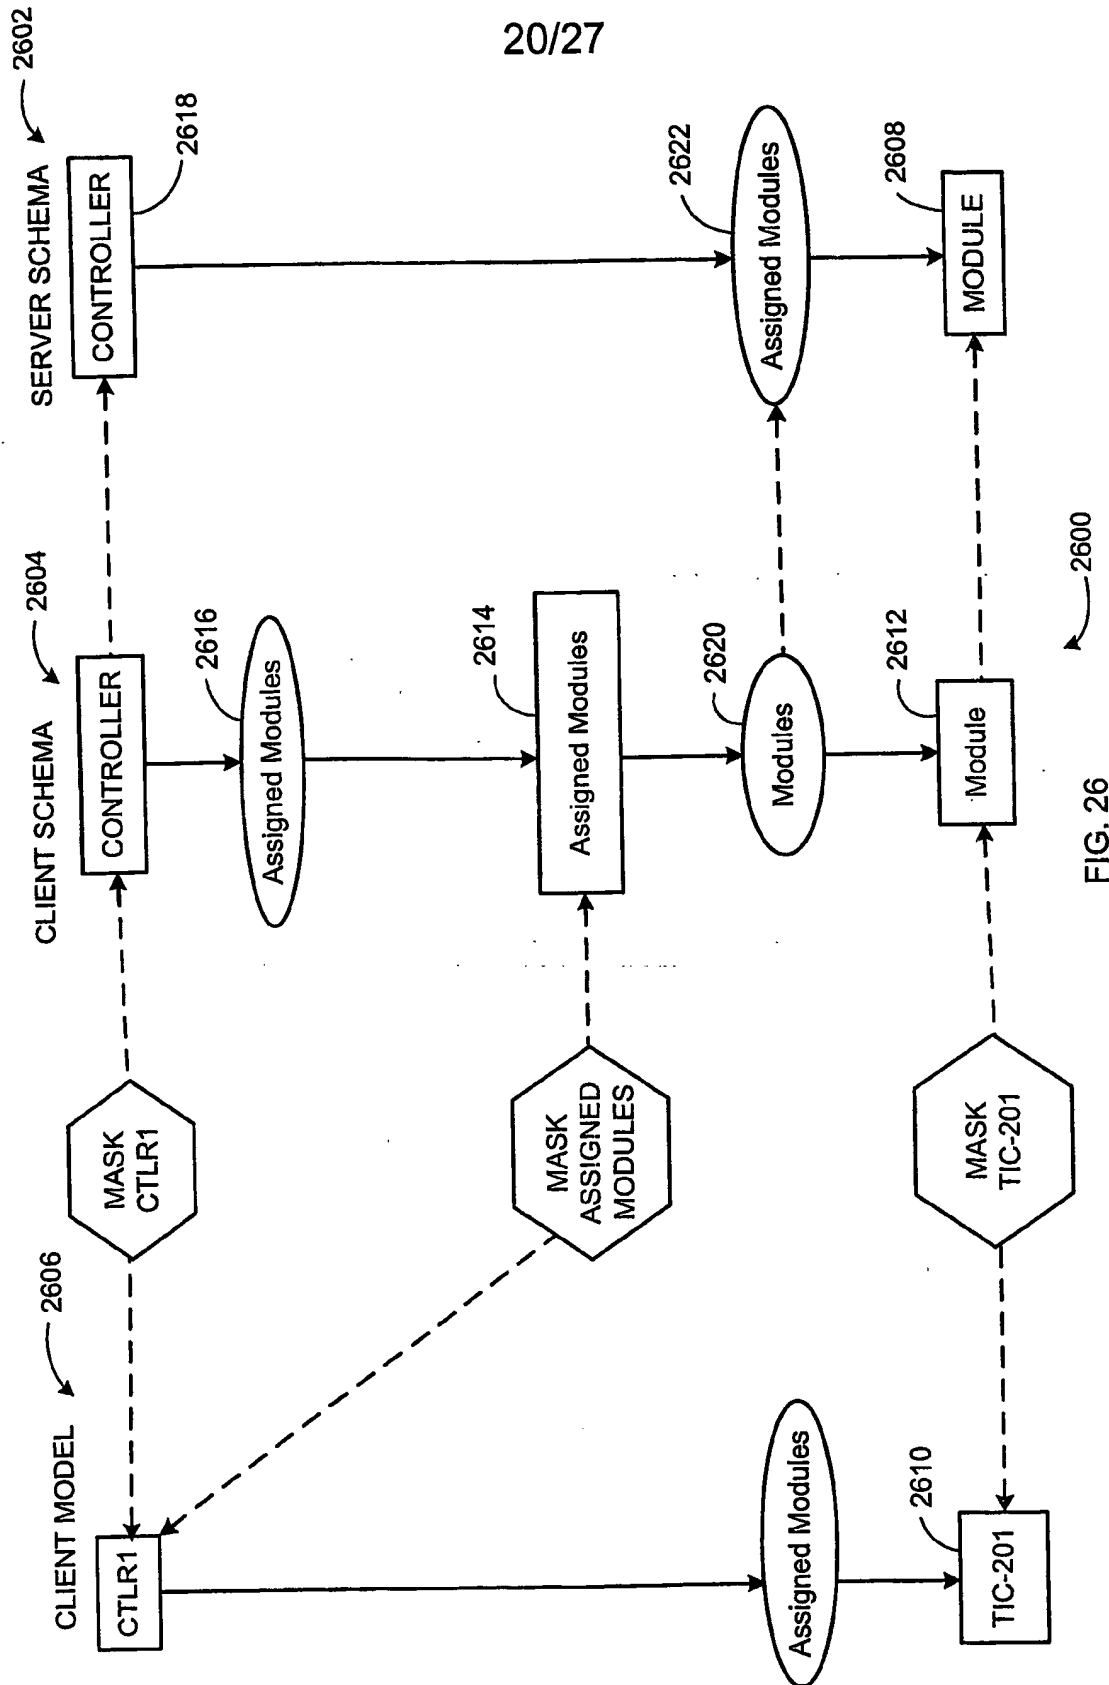 20/27
CLIENT MODEL
2606
CLIENT SCHEMA
2604
SERVER SCHEMA
2602
CTLR1
MASK
CTLR1
CONTROLLER
CONTROLLER
2618
Assigned Modules
2616
MASK
ASSIGNED
MODULES
Assigned Modules
2614
Assigned Modules
Modules
2620
Assigned Modules
2622
TIC-201
2610
MASK
TIC-201
Module
2612
MODULE
2608
2600
FIG. 26